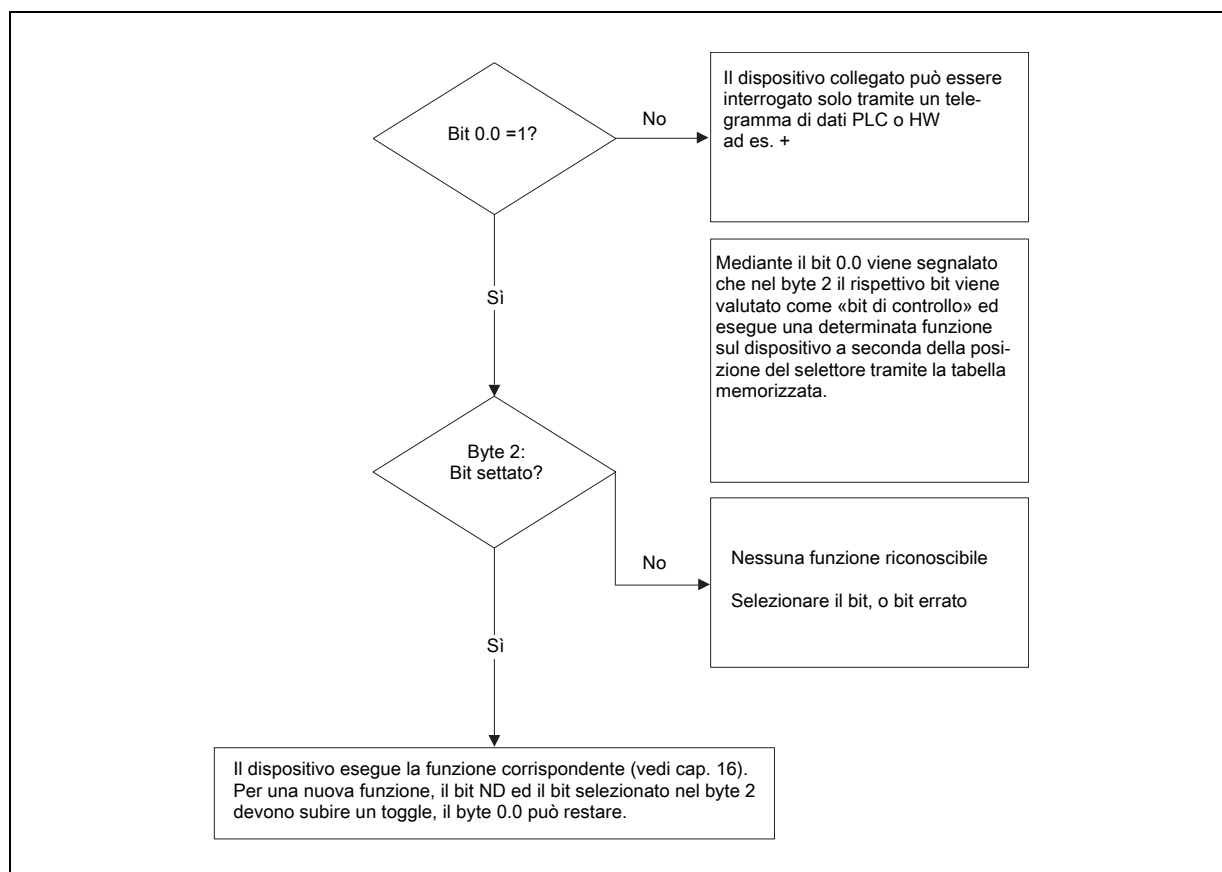 Bit 0.0 =1?
No
Il dispositivo collegato può essere
interrogato solo tramite un tele-
gramma di dati PLC o HW
ad es. +
Sì
Mediante il bit 0.0 viene segnalato
che nel byte 2 il rispettivo bit viene
valutato come «bit di controllo» ed
esegue una determinata funzione
sul dispositivo a seconda della posi-
zione del selettore tramite la tabella
memorizzata.
Byte 2:
Bit settato?
No
Nessuna funzione riconoscibile
Selezionare il bit, o bit errato
Sì
Il dispositivo esegue la funzione corrispondente (vedi cap. 16).
Per una nuova funzione, il bit ND ed il bit selezionato nel byte 2
devono subire un toggle, il byte 0.0 può restare.